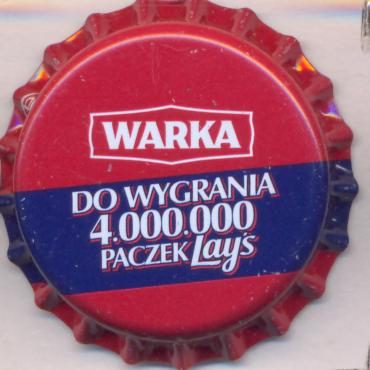 WARKA
DO WYGRANIA
4.000.000
PACZEK Lay's